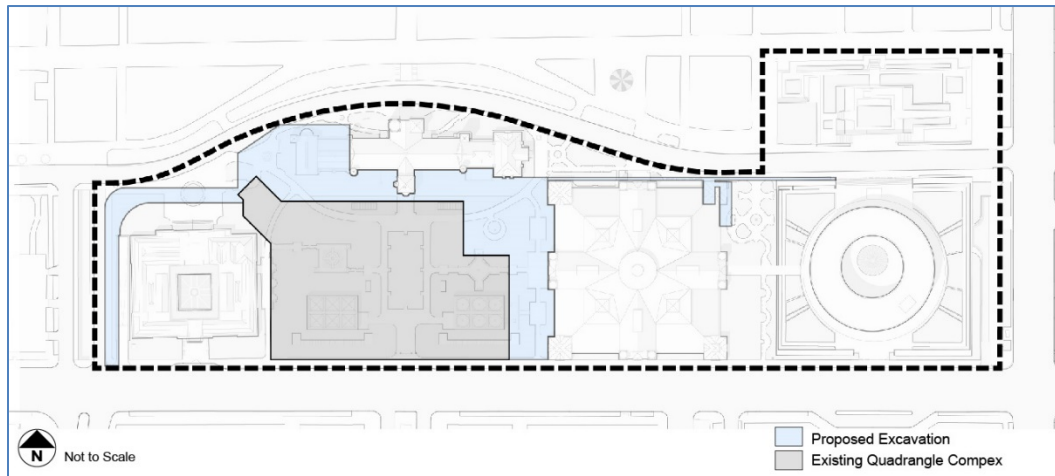 N
Not to Scale
Proposed Excavation
Existing Quadrangle Compex